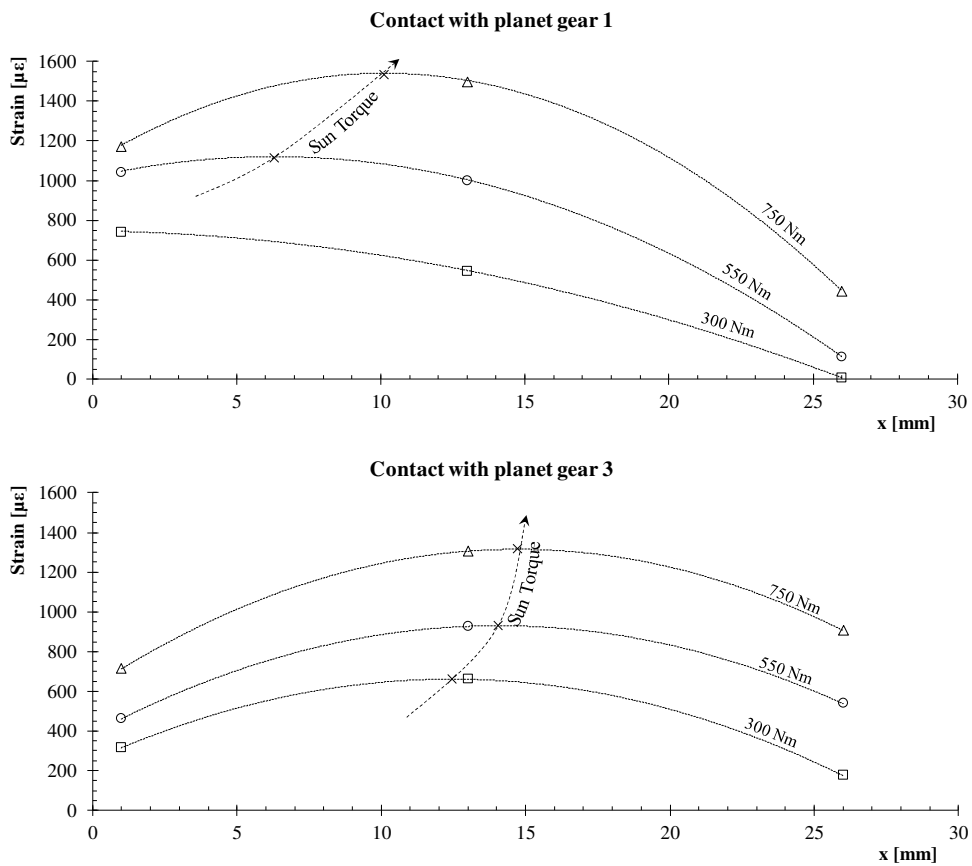 Contact with planet gear 1
Strain [µε]
1600
1400
1200
1000
800
600
400
200
0
Sun Torque
750 Nm
550 Nm
300 Nm
0 5 10 15 20 25 30
x [mm]
Contact with planet gear 3
Strain [µε]
1600
1400
1200
1000
800
600
400
200
0
Sun Torque
750 Nm
550 Nm
300 Nm
0 5 10 15 20 25 30
x [mm]